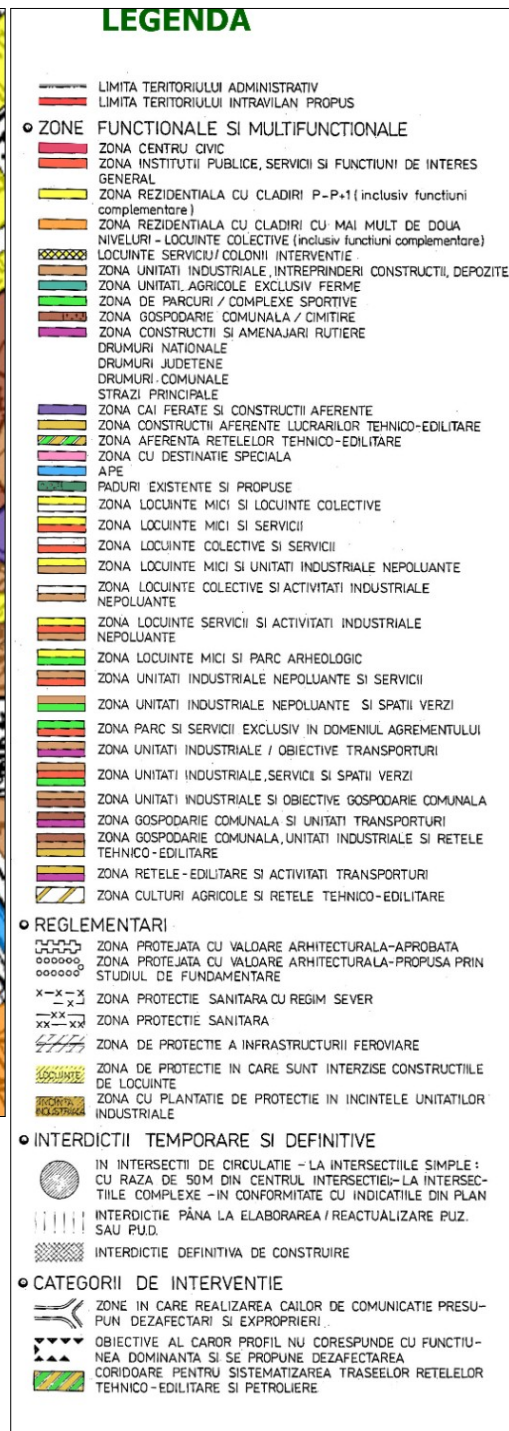 LEGENDA
LIMITA TERITORIULUI ADMINISTRATIV
LIMITA TERITORIULUI INTRAVILAN PROPUS
ZONE FUNCTIONALE SI MULTIFUNCTIONALE
ZONA CENTRU CIVIC
ZONA INSTITUTII PUBLICE, SERVICII SI FUNCTIUNI DE INTERES
GENERAL
ZONA REZIDENTIALA CU CLADIRI P-P+1 (inclusiv functiuni
complementare)
ZONA REZIDENTIALA CU CLADIRI CU MAI MULT DE DOUA
NIVELURI - LOCUINTE COLECTIVE (inclusiv functiuni complementare)
LOCUINTE SERVICIU/ COLONII INTERVENTIE
ZONA UNITATI INDUSTRIALE, INTREPRINDERI CONSTRUCTII, DEPOZITE
ZONA UNITATI AGRICOLE EXCLUSIV FERME
ZONA DE PARCURI / COMPLEXE SPORTIVE
ZONA GOSPODARIE COMUNALA / CIMITIRE
ZONA CONSTRUCTII SI AMENAJARI RUTIERE
DRUMURI NATIONALE
DRUMURI JUDETENE
DRUMURI COMUNALE
STRAZI PRINCIPALE
ZONA CAI FERATE SI CONSTRUCTII AFERENTE
ZONA CONSTRUCTII AFERENTE LUCRARILOR TEHNICO-EDILITARE
ZONA AFERENTA RETELELOR TEHNICO-EDILITARE
ZONA CU DESTINATIE SPECIALA
APE
PADURI EXISTENTE SI PROPUSE
ZONA LOCUINTE MICI SI LOCUINTE COLECTIVE
ZONA LOCUINTE MICI SI SERVICII
ZONA LOCUINTE COLECTIVE SI SERVICII
ZONA LOCUINTE MICI SI UNITATI INDUSTRIALE NEPOLUANTE
ZONA LOCUINTE COLECTIVE SI ACTIVITATI INDUSTRIALE
NEPOLUANTE
ZONA LOCUINTE SERVICII SI ACTIVITATI INDUSTRIALE
NEPOLUANTE
ZONA LOCUINTE MICI SI PARC ARHEOLOGIC
ZONA UNITATI INDUSTRIALE NEPOLUANTE SI SERVICII
ZONA UNITATI INDUSTRIALE NEPOLUANTE SI SPATII VERZI
ZONA PARC SI SERVICII EXCLUSIV IN DOMENIUL AGREMENTULUI
ZONA UNITATI INDUSTRIALE / OBIECTIVE TRANSPORTURI
ZONA UNITATI INDUSTRIALE, SERVICII SI SPATII VERZI
ZONA UNITATI INDUSTRIALE SI OBIECTIVE GOSPODARIE COMUNALA
ZONA GOSPODARIE COMUNALA SI UNITATI TRANSPORTURI
ZONA GOSPODARIE COMUNALA, UNITATI INDUSTRIALE SI RETELE
TEHNICO-EDILITARE
ZONA RETELE-EDILITARE SI ACTIVITATI TRANSPORTURI
ZONA CULTURI AGRICOLE SI RETELE TEHNICO-EDILITARE
REGLEMENTARI
ZONA PROTEJATA CU VALOARE ARHITECTURALA-APROBATA
ZONA PROTEJATA CU VALOARE ARHITECTURALA-PROPUSA PRIN
STUDIUL DE FUNDAMENTARE
ZONA PROTECTIE SANITARA CU REGIM SEVER
ZONA PROTECTIE SANITARA
ZONA DE PROTECTIE A INFRASTRUCTURII FEROVIARE
LOCUINTE ZONA DE PROTECTIE IN CARE SUNT INTERZISE CONSTRUCTIILE
DE LOCUINTE
INCINTA INDUSTRIALA ZONA CU PLANTATIE DE PROTECTIE IN INCINTELE UNITATILOR
INDUSTRIALE
INTERDICTII TEMPORARE SI DEFINITIVE
IN INTERSECTII DE CIRCULATIE - LA INTERSECTIILE SIMPLE :
CU RAZA DE 50M DIN CENTRUL INTERSECTIEI;- LA INTERSEC-
TIILE COMPLEXE - IN CONFORMITATE CU INDICATIILE DIN PLAN
INTERDICTIE PÂNA LA ELABORAREA / REACTUALIZARE P.U.Z.
SAU P.U.D.
INTERDICTIE DEFINITIVA DE CONSTRUIRE
CATEGORII DE INTERVENTIE
ZONE IN CARE REALIZAREA CAILOR DE COMUNICATIE PRESU-
PUN DEZAFECTARI SI EXPROPRIERI
OBIECTIVE AL CAROR PROFIL NU CORESPUNDE CU FUNCTIU-
NEA DOMINANTA SI SE PROPUNE DEZAFECTAREA
CORIDOARE PENTRU SISTEMATIZAREA TRASEELOR RETELELOR
TEHNICO-EDILITARE SI PETROLIERE